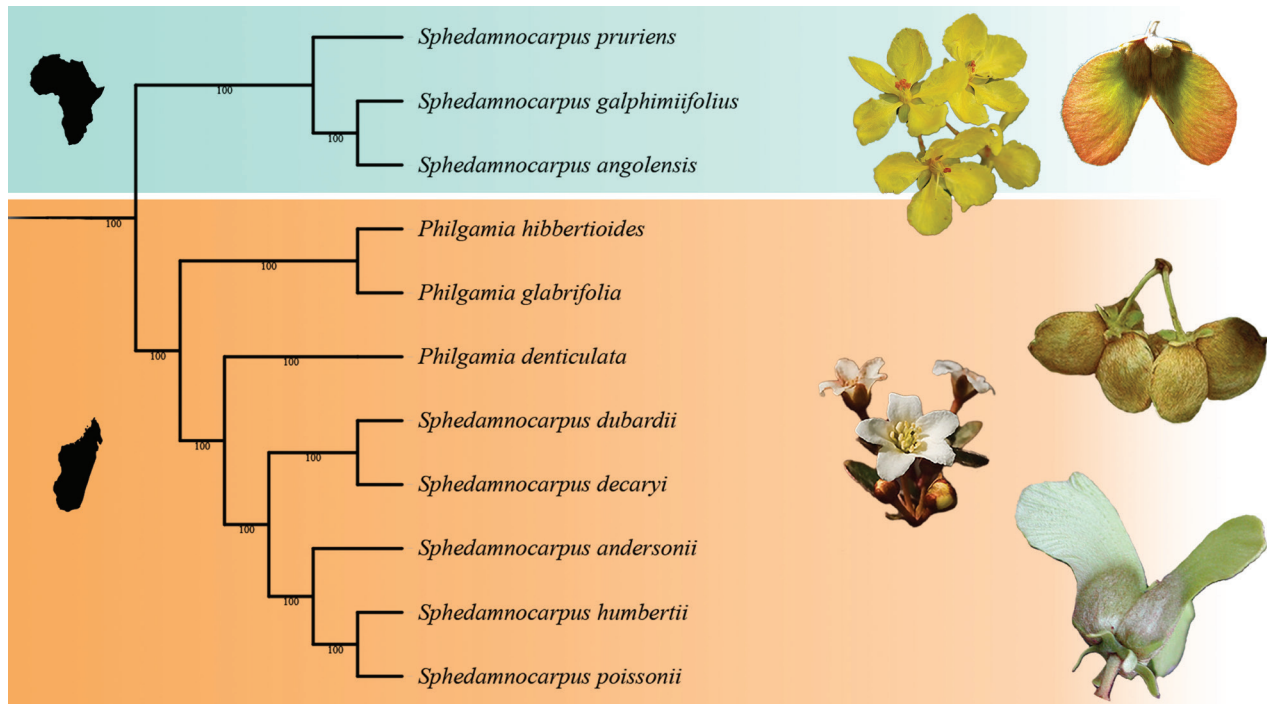 Sphedamnocarpus pruriens
100
Sphedamnocarpus galphimiifolius
100
Sphedamnocarpus angolensis
100
Philgamia hibbertioides
100
Philgamia glabrifolia
100
Philgamia denticulata
100
Sphedamnocarpus dubardii
100
100
Sphedamnocarpus decaryi
100
Sphedamnocarpus andersonii
100
Sphedamnocarpus humbertii
100
Sphedamnocarpus poissonii